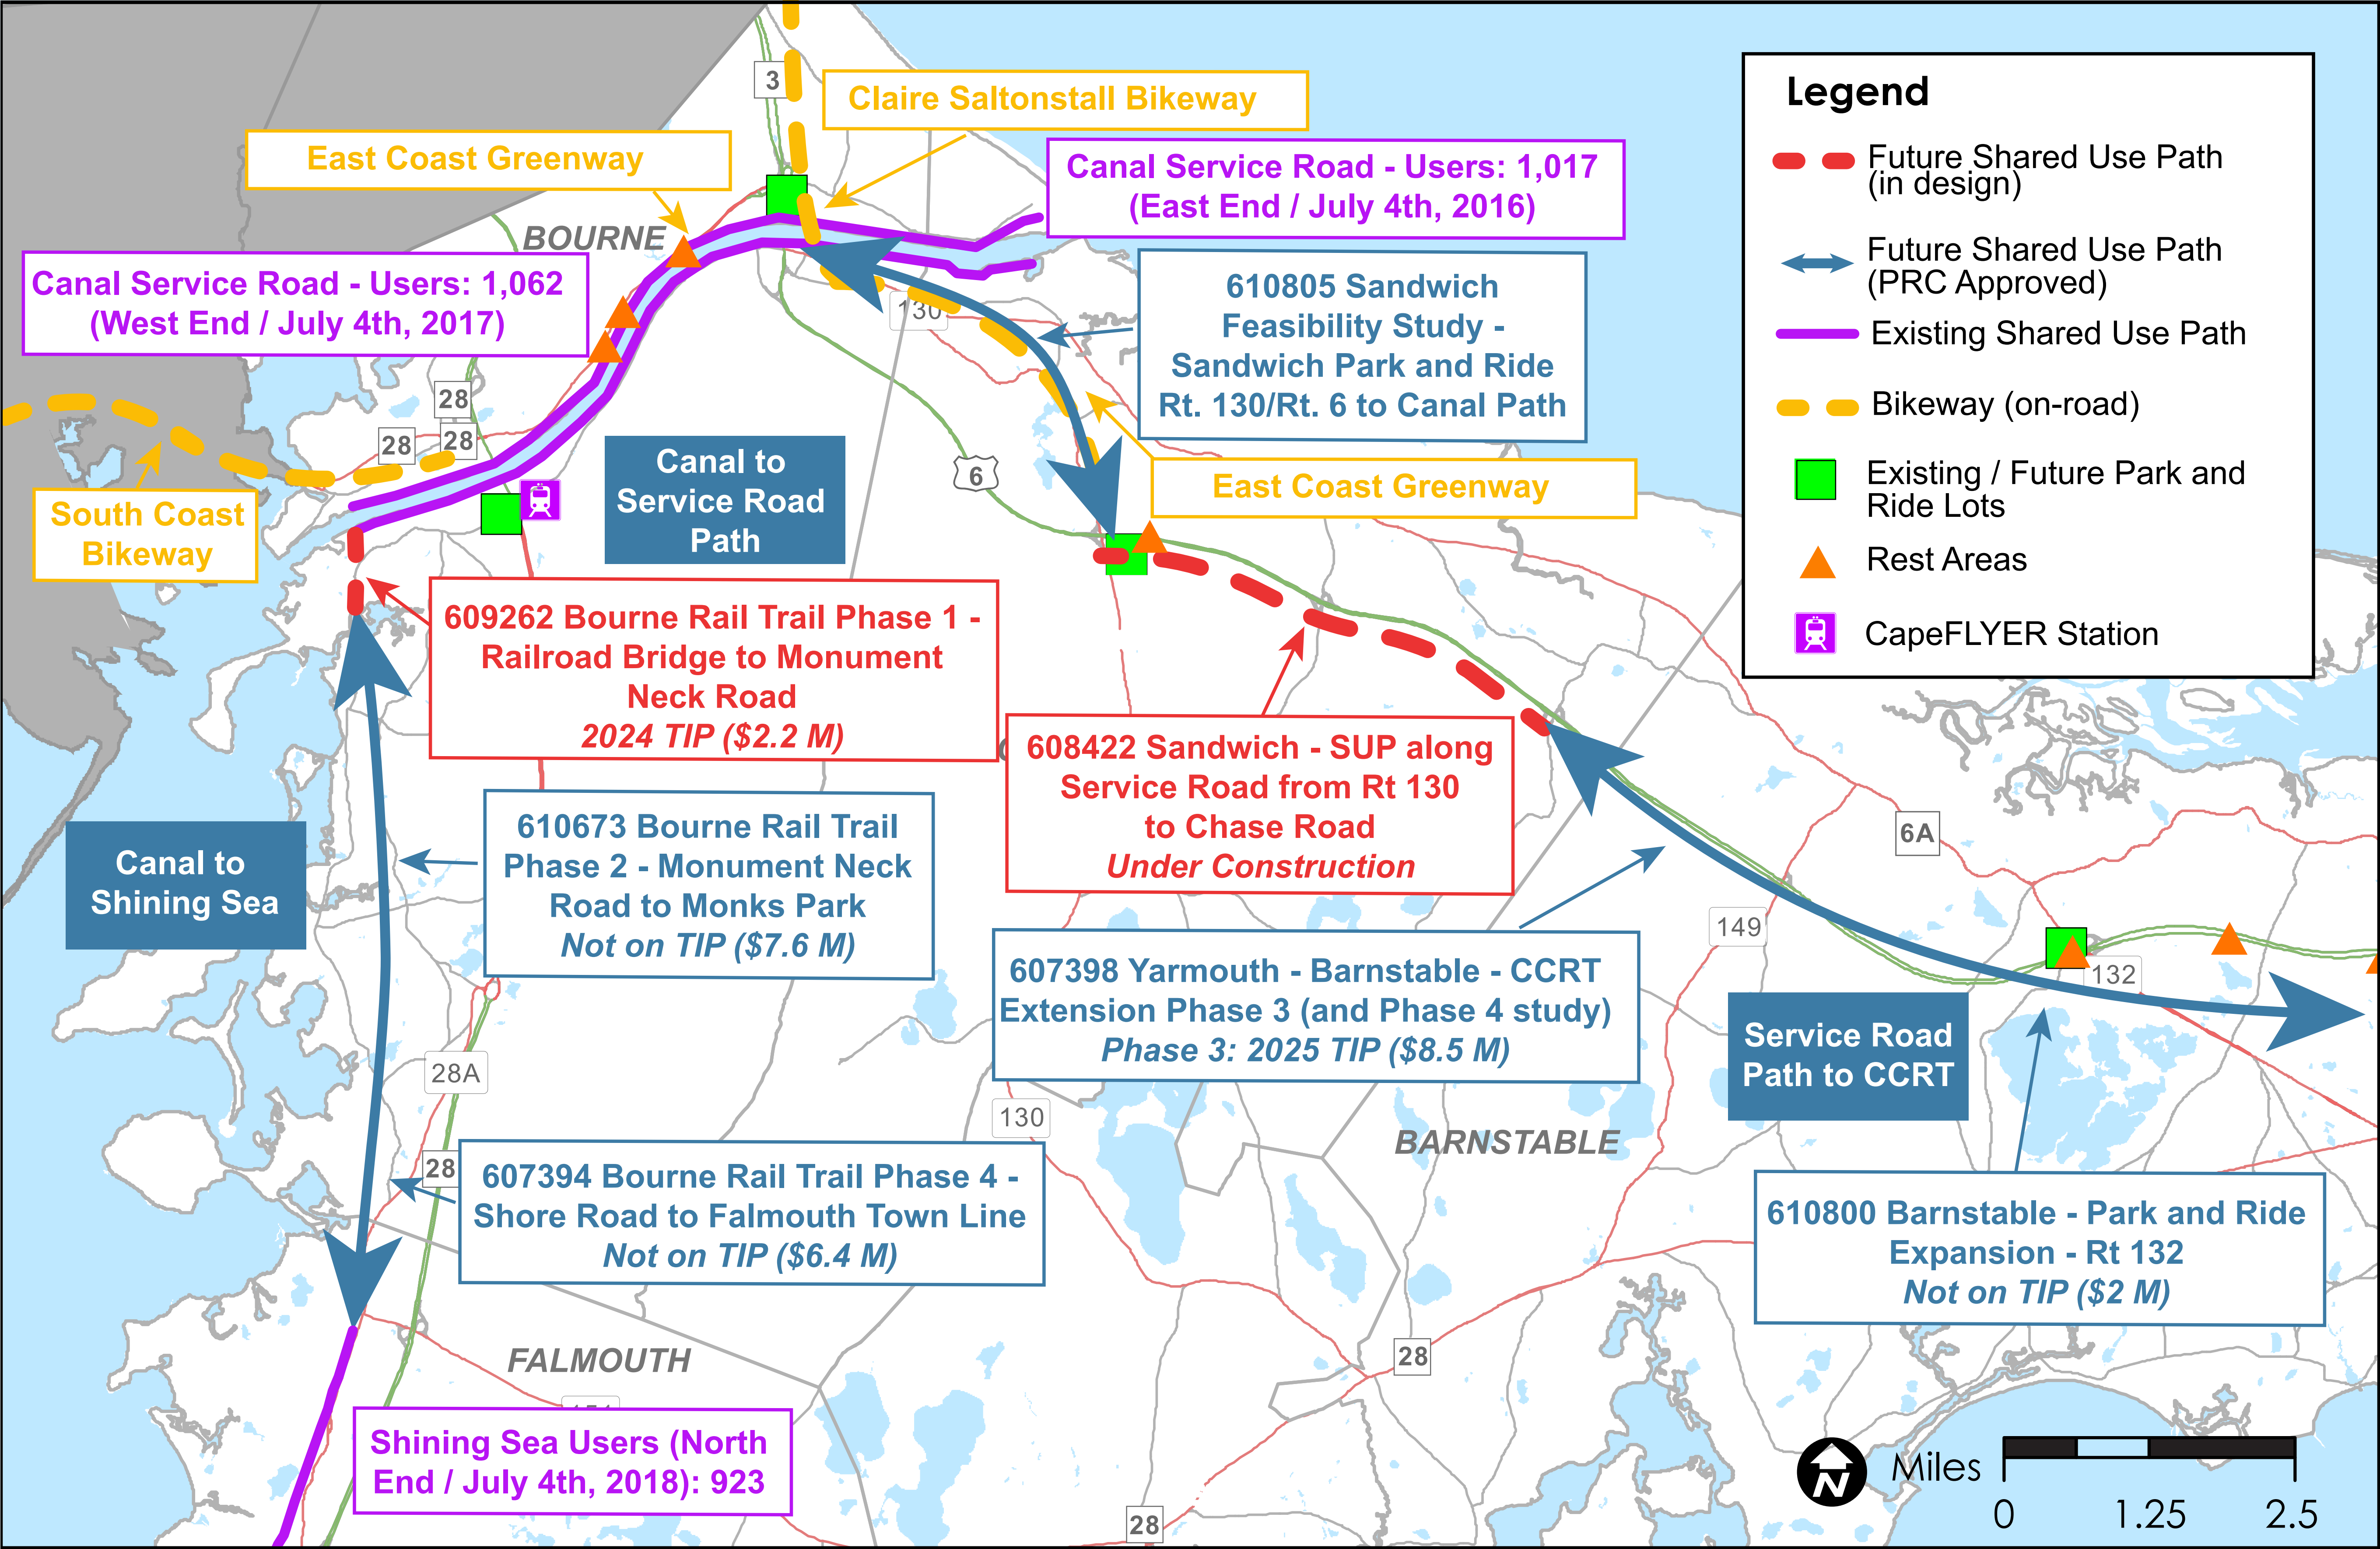 3
Claire Saltonstall Bikeway
East Coast Greenway
Canal Service Road - Users: 1,017
(East End / July 4th, 2016)
BOURNE
Canal Service Road - Users: 1,062
(West End / July 4th, 2017)
130
610805 Sandwich
Feasibility Study -
Sandwich Park and Ride
Rt. 130/Rt. 6 to Canal Path
28
28
28
6
East Coast Greenway
South Coast
Bikeway
Canal to
Service Road
Path
Legend
Future Shared Use Path
(in design)
Future Shared Use Path
(PRC Approved)
Existing Shared Use Path
Bikeway (on-road)
Existing / Future Park and
Ride Lots
Rest Areas
CapeFLYER Station
609262 Bourne Rail Trail Phase 1 -
Railroad Bridge to Monument
Neck Road
2024 TIP ($2.2 M)
608422 Sandwich - SUP along
Service Road from Rt 130
to Chase Road
Under Construction
Canal to
Shining Sea
610673 Bourne Rail Trail
Phase 2 - Monument Neck
Road to Monks Park
Not on TIP ($7.6 M)
6A
149
132
607398 Yarmouth - Barnstable - CCRT
Extension Phase 3 (and Phase 4 study)
Phase 3: 2025 TIP ($8.5 M)
Service Road
Path to CCRT
28A
130
BARNSTABLE
28
607394 Bourne Rail Trail Phase 4 -
Shore Road to Falmouth Town Line
Not on TIP ($6.4 M)
610800 Barnstable - Park and Ride
Expansion - Rt 132
Not on TIP ($2 M)
FALMOUTH
28
Shining Sea Users (North
End / July 4th, 2018): 923
28
N
Miles
0 1.25 2.5